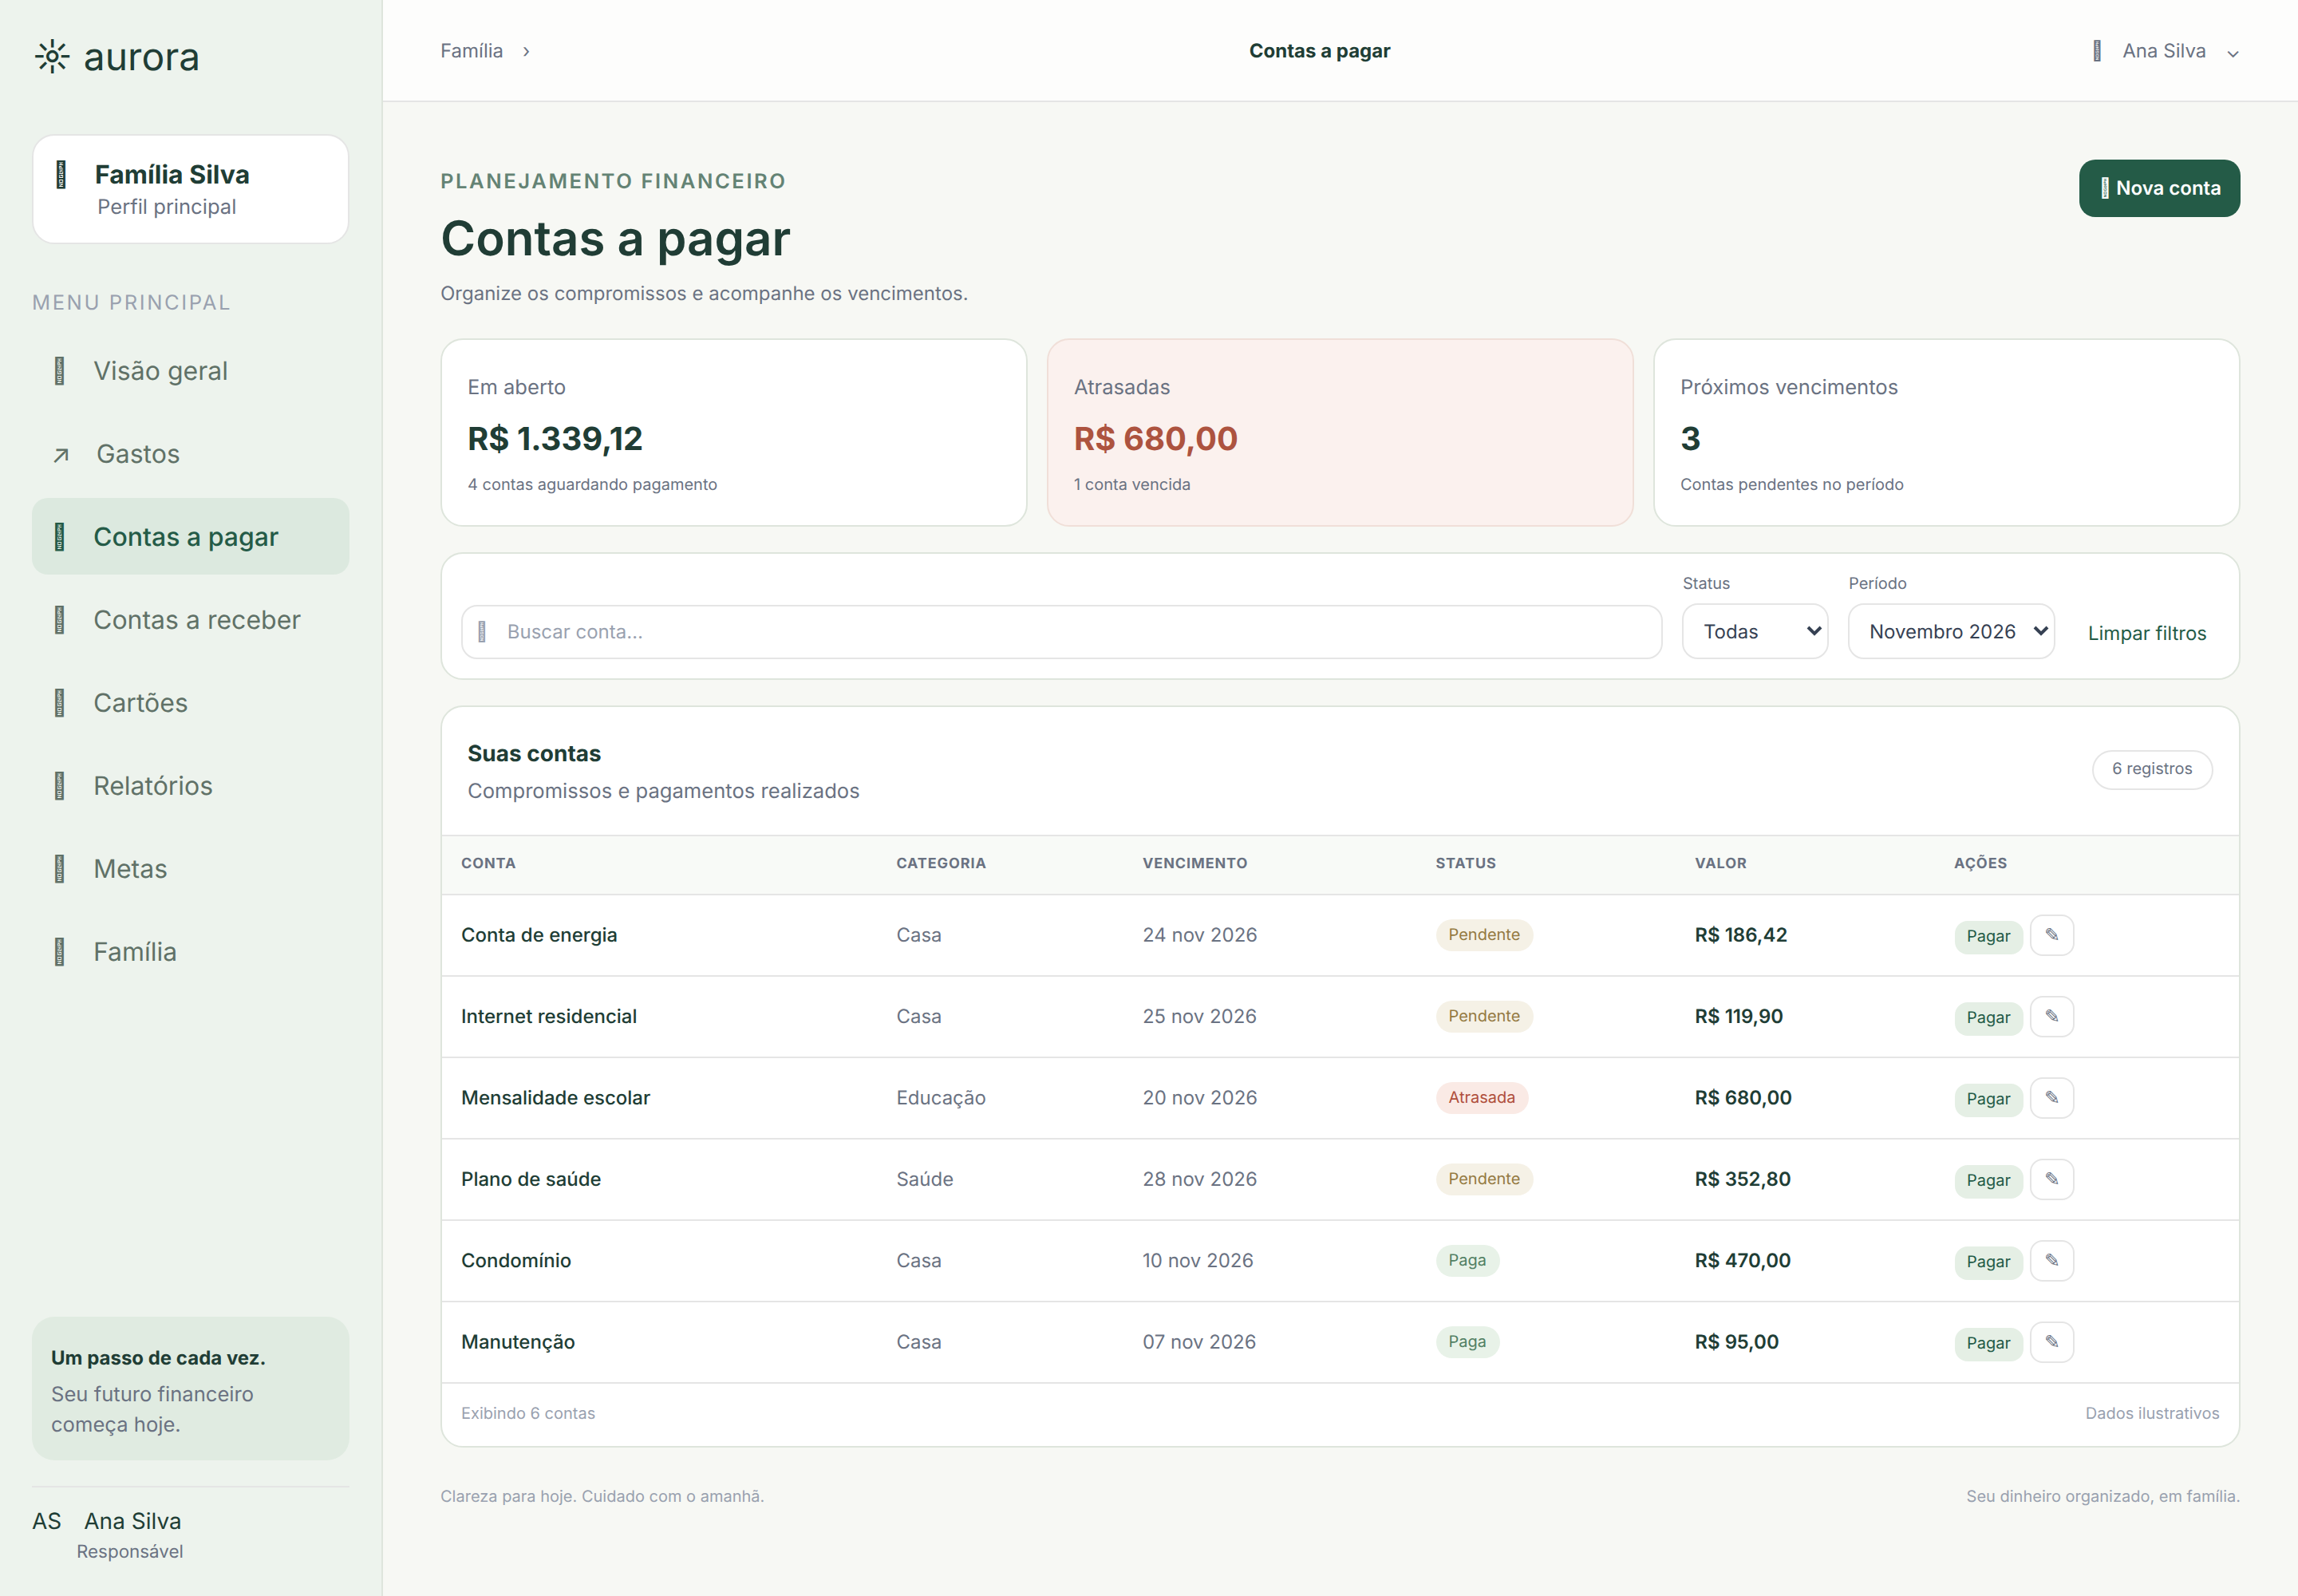 aurora
Família Silva
Perfil principal
MENU PRINCIPAL
Visão geral
Gastos
Contas a pagar
Contas a receber
Cartões
Relatórios
Metas
Família
Um passo de cada vez.
Seu futuro financeiro
começa hoje.
AS Ana Silva
Responsável
Família ›
Contas a pagar
Ana Silva
PLANEJAMENTO FINANCEIRO
Contas a pagar
Organize os compromissos e acompanhe os vencimentos.
Nova conta
Em aberto
R$ 1.339,12
4 contas aguardando pagamento
Atrasadas
R$ 680,00
1 conta vencida
Próximos vencimentos
3
Contas pendentes no período
Buscar conta...
Status
Todas
Período
Novembro 2026
Limpar filtros
Suas contas
Compromissos e pagamentos realizados
6 registros
CONTA CATEGORIA VENCIMENTO STATUS VALOR AÇÕES
Conta de energia Casa 24 nov 2026 Pendente R$ 186,42 Pagar ✎
Internet residencial Casa 25 nov 2026 Pendente R$ 119,90 Pagar ✎
Mensalidade escolar Educação 20 nov 2026 Atrasada R$ 680,00 Pagar ✎
Plano de saúde Saúde 28 nov 2026 Pendente R$ 352,80 Pagar ✎
Condomínio Casa 10 nov 2026 Paga R$ 470,00 Pagar ✎
Manutenção Casa 07 nov 2026 Paga R$ 95,00 Pagar ✎
Exibindo 6 contas
Dados ilustrativos
Clareza para hoje. Cuidado com o amanhã.
Seu dinheiro organizado, em família.